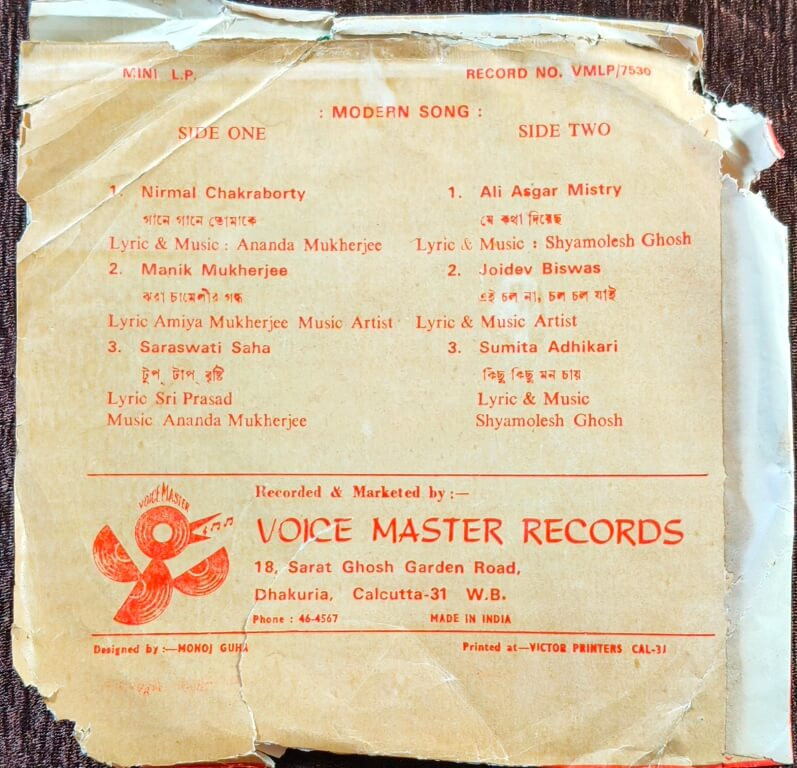 MINI L.P.
RECORD NO. VMLP/7530
: MODERN SONG :
SIDE ONE
1. Nirmal Chakraborty
গানে গানে তোমাকে
Lyric & Music : Ananda Mukherjee
2. Manik Mukherjee
ঝরা চামেলীর গন্ধ
Lyric Amiya Mukherjee Music Artist
3. Saraswati Saha
টুপ্ টাপ্ বৃষ্টি
Lyric Sri Prasad
Music Ananda Mukherjee
SIDE TWO
1. Ali Asgar Mistry
যে কথা দিয়েছ
Lyric & Music : Shyamolesh Ghosh
2. Joidev Biswas
এই চল না, চল চল যাই
Lyric & Music Artist
3. Sumita Adhikari
কিছু কিছু মন চায়
Lyric & Music
Shyamolesh Ghosh
VOICE MASTER
Recorded & Marketed by :—
VOICE MASTER RECORDS
18, Sarat Ghosh Garden Road,
Dhakuria, Calcutta-31 W.B.
Phone : 46-4567 MADE IN INDIA
Designed by :—MONOJ GUHA
Printed at—VICTOR PRINTERS CAL-31